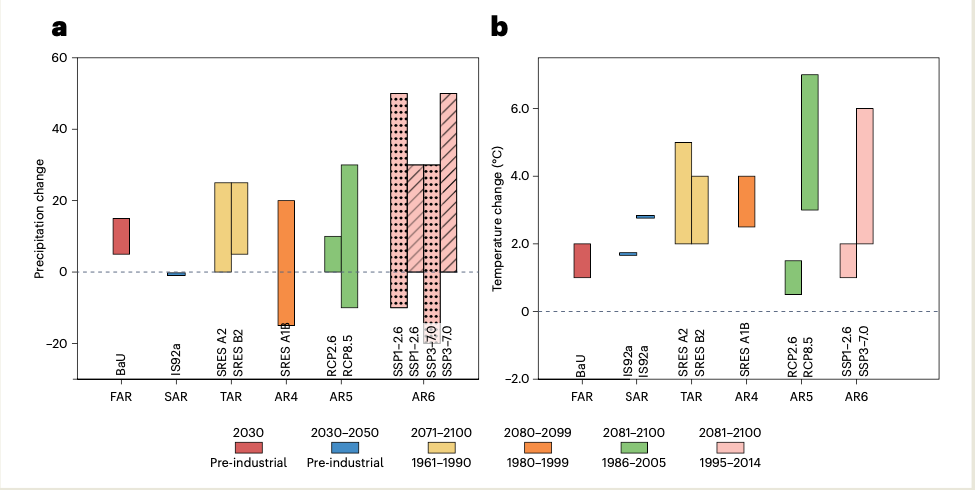 a
b
60
40
20
0
−20
Precipitation change
BaU
IS92a
SRES A2
SRES B2
SRES A1B
RCP2.6
RCP8.5
SSP1−2.6
SSP1−2.6
SSP3−7.0
SSP3−7.0
FAR
SAR
TAR
AR4
AR5
AR6
6.0
4.0
2.0
0
−2.0
Temperature change (°C)
BaU
IS92a
IS92a
SRES A2
SRES B2
SRES A1B
RCP2.6
RCP8.5
SSP1−2.6
SSP3−7.0
FAR
SAR
TAR
AR4
AR5
AR6
2030
2030–2050
2071–2100
2080–2099
2081–2100
2081–2100
Pre-industrial
Pre-industrial
1961–1990
1980–1999
1986–2005
1995–2014